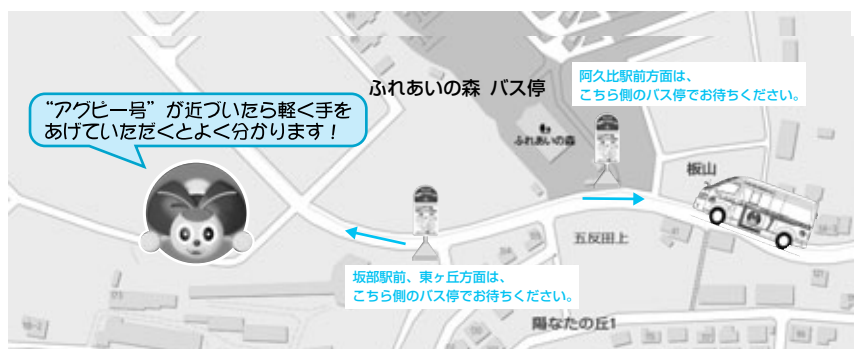 ふれあいの森 バス停
阿久比駅前方面は、
こちら側のバス停でお待ちください。
“アグピー号”が近づいたら軽く手を
あげていただくとよく分かります！
ふれあいの森
板山
五反田上
坂部駅前、東ヶ丘方面は、
こちら側のバス停でお待ちください。
陽なたの丘1